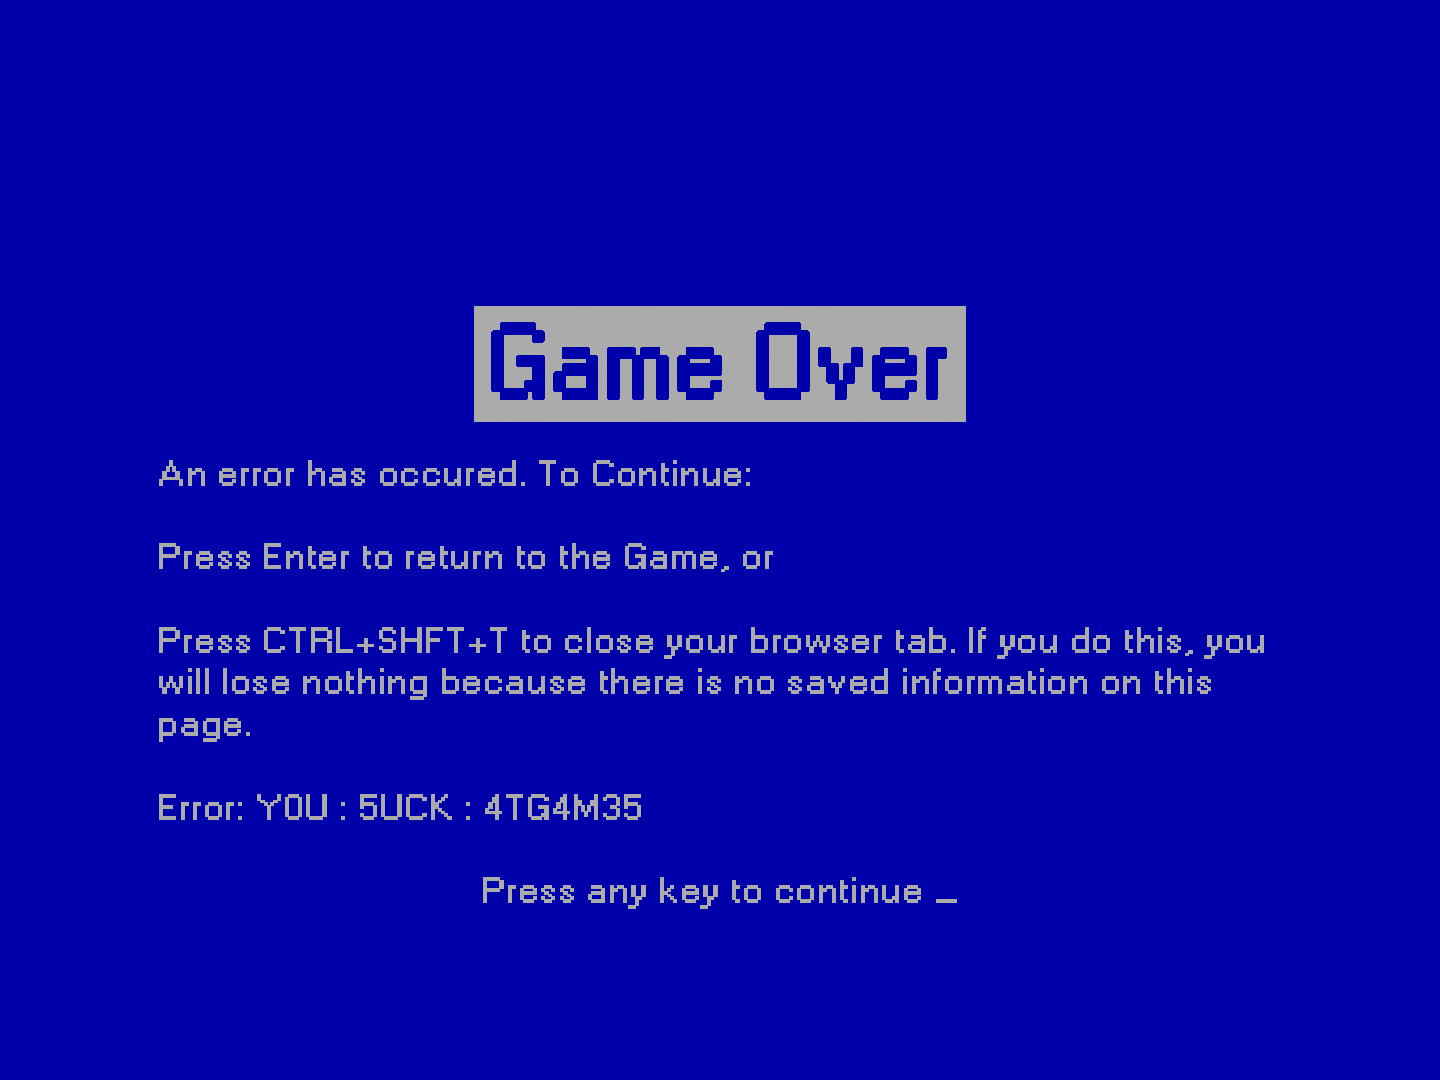 Game Over
An error has occured. To Continue:
Press Enter to return to the Game, or
Press CTRL+SHFT+T to close your browser tab. If you do this, you
will lose nothing because there is no saved information on this
page.
Error: Y0U : 5UCK : 4TG4M35
Press any key to continue _